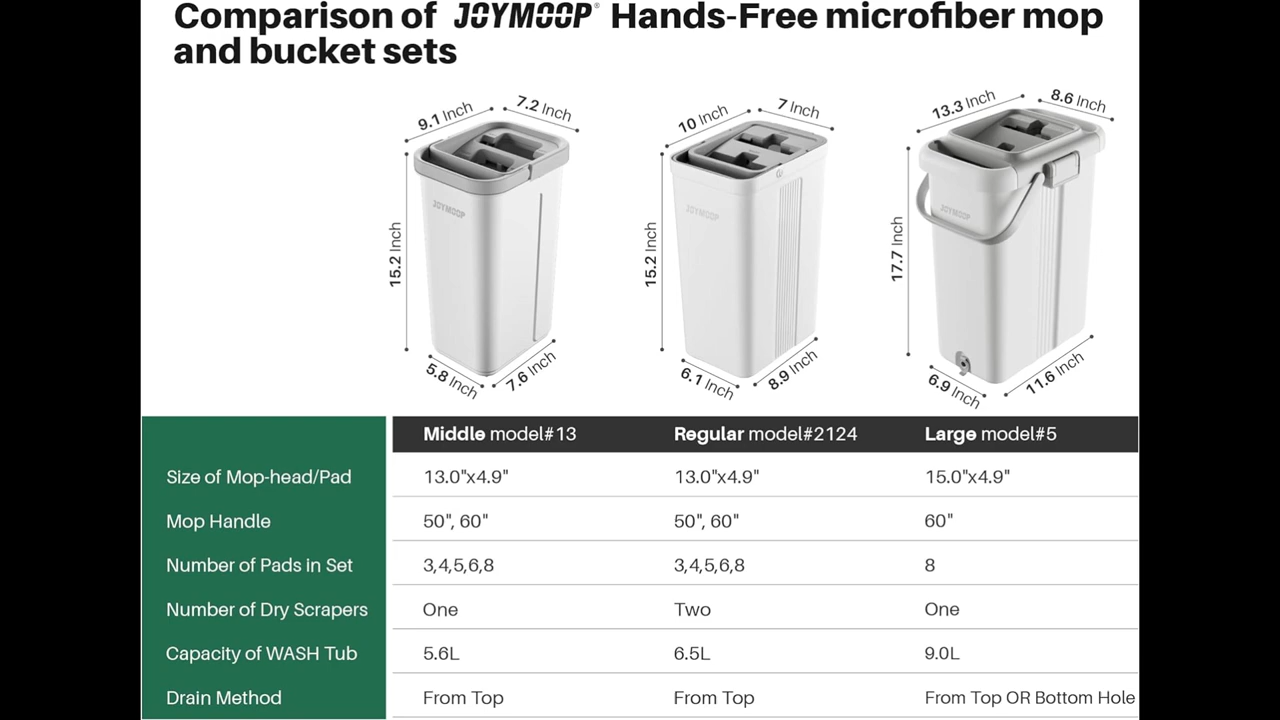 Comparison of JOYMOOP® Hands-Free microfiber mop
and bucket sets
9.1 Inch
7.2 Inch
15.2 Inch
JOYMOOP
5.8 Inch
7.6 Inch
10 Inch
7 Inch
15.2 Inch
JOYMOOP
6.1 Inch
8.9 Inch
13.3 Inch
8.6 Inch
17.7 Inch
JOYMOOP
6.9 Inch
11.6 Inch
Middle model#13 Regular model#2124 Large model#5
Size of Mop-head/Pad 13.0"x4.9" 13.0"x4.9" 15.0"x4.9"
Mop Handle 50", 60" 50", 60" 60"
Number of Pads in Set 3,4,5,6,8 3,4,5,6,8 8
Number of Dry Scrapers One Two One
Capacity of WASH Tub 5.6L 6.5L 9.0L
Drain Method From Top From Top From Top OR Bottom Hole